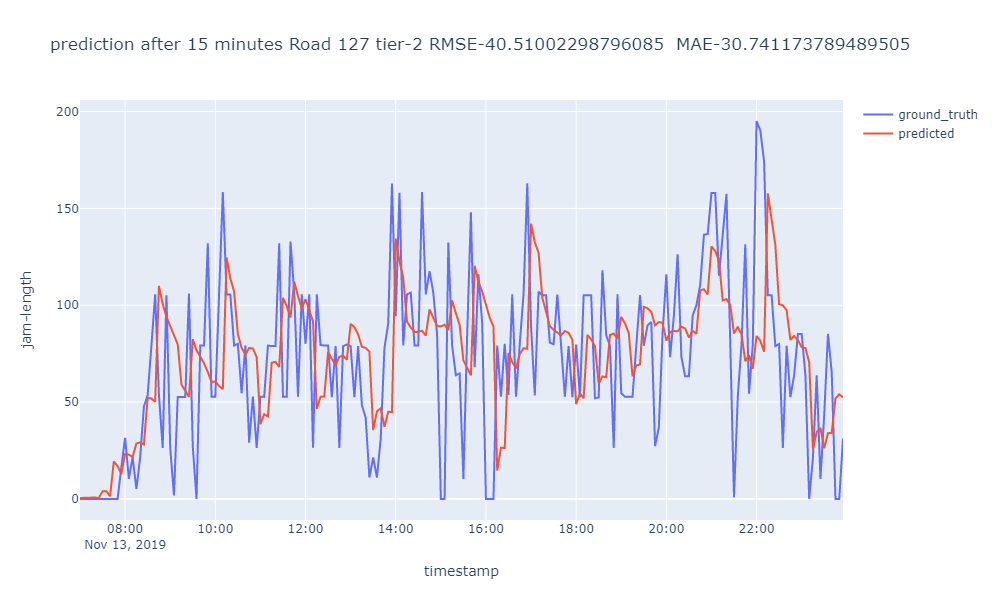 prediction after 15 minutes Road 127 tier-2 RMSE-40.51002298796085  MAE-30.741173789489505
ground_truth
predicted
200
150
100
50
0
jam-length
08:00 10:00 12:00 14:00 16:00 18:00 20:00 22:00
Nov 13, 2019
timestamp